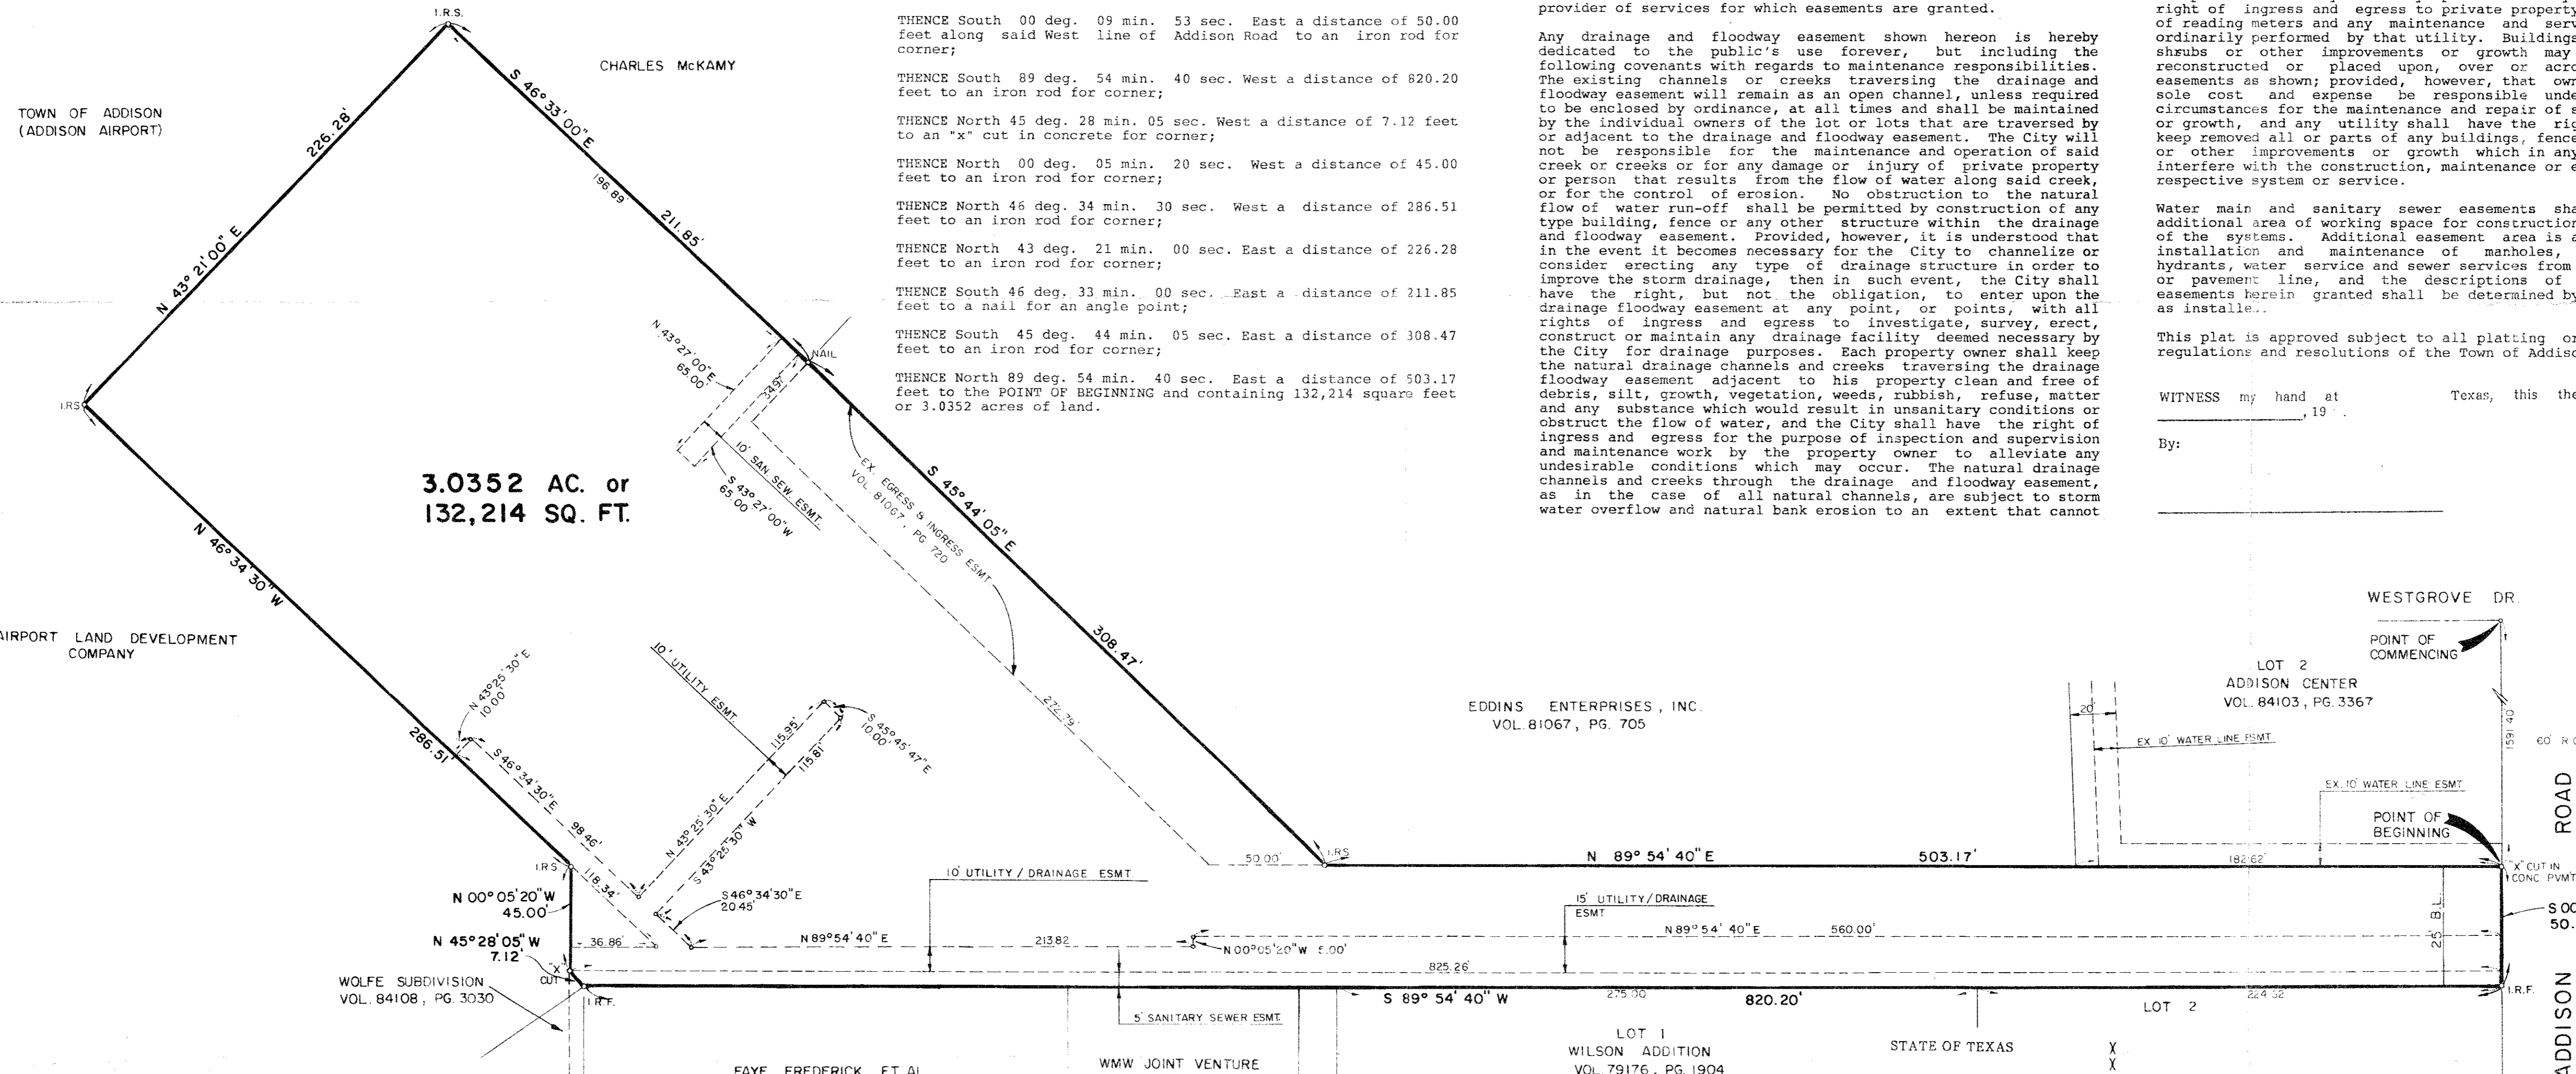 I.R.S.
CHARLES McKAMY
TOWN OF ADDISON
(ADDISON AIRPORT)
226.28'
N 43° 21' 00" E
S 46° 33' 00" E
196.89'
211.85'
I.R.S
NAIL
N 43° 27' 00" E
65.00'
10' SAN. SEW. ESMT.
S 43° 27' 00" W
65.00'
EX. EGRESS & INGRESS ESMT
VOL. 81067, PG. 720
S 45° 44' 05" E
308.47'
272.79'
3.0352 AC. or
132,214 SQ. FT.
N 46° 34' 30" W
AIRPORT LAND DEVELOPMENT
COMPANY
286.51'
N 43° 25' 30" E
10.00'
S 46° 34' 30" E
98.46'
10' UTILITY ESMT.
115.95'
115.81'
S 45° 45' 47" E
10.00'
N 43° 25' 30" E
S 43° 25' 30" W
I.R.S
118.34'
N 00° 05' 20" W
45.00'
S 46° 34' 30" E
20.45'
N 45° 28' 05" W
7.12'
36.86'
"X"
CUT
I.R.F.
WOLFE SUBDIVISION
VOL. 84108, PG. 3030
THENCE South 00 deg. 09 min. 53 sec. East a distance of 50.00
feet along said West line of Addison Road to an iron rod for
corner;
THENCE South 89 deg. 54 min. 40 sec. West a distance of 820.20
feet to an iron rod for corner;
THENCE North 45 deg. 28 min. 05 sec. West a distance of 7.12 feet
to an "x" cut in concrete for corner;
THENCE North 00 deg. 05 min. 20 sec. West a distance of 45.00
feet to an iron rod for corner;
THENCE North 46 deg. 34 min. 30 sec. West a distance of 286.51
feet to an iron rod for corner;
THENCE North 43 deg. 21 min. 00 sec. East a distance of 226.28
feet to an iron rod for corner;
THENCE South 46 deg. 33 min. 00 sec. East a distance of 211.85
feet to a nail for an angle point;
THENCE South 45 deg. 44 min. 05 sec. East a distance of 308.47
feet to an iron rod for corner;
THENCE North 89 deg. 54 min. 40 sec. East a distance of 503.17
feet to the POINT OF BEGINNING and containing 132,214 square feet
or 3.0352 acres of land.
provider of services for which easements are granted.
Any drainage and floodway easement shown hereon is hereby
dedicated to the public's use forever, but including the
following covenants with regards to maintenance responsibilities.
The existing channels or creeks traversing the drainage and
floodway easement will remain as an open channel, unless required
to be enclosed by ordinance, at all times and shall be maintained
by the individual owners of the lot or lots that are traversed by
or adjacent to the drainage and floodway easement. The City will
not be responsible for the maintenance and operation of said
creek or creeks or for any damage or injury of private property
or person that results from the flow of water along said creek,
or for the control of erosion. No obstruction to the natural
flow of water run-off shall be permitted by construction of any
type building, fence or any other structure within the drainage
and floodway easement. Provided, however, it is understood that
in the event it becomes necessary for the City to channelize or
consider erecting any type of drainage structure in order to
improve the storm drainage, then in such event, the City shall
have the right, but not the obligation, to enter upon the
drainage floodway easement at any point, or points, with all
rights of ingress and egress to investigate, survey, erect,
construct or maintain any drainage facility deemed necessary by
the City for drainage purposes. Each property owner shall keep
the natural drainage channels and creeks traversing the drainage
floodway easement adjacent to his property clean and free of
debris, silt, growth, vegetation, weeds, rubbish, refuse, matter
and any substance which would result in unsanitary conditions or
obstruct the flow of water, and the City shall have the right of
ingress and egress for the purpose of inspection and supervision
and maintenance work by the property owner to alleviate any
undesirable conditions which may occur. The natural drainage
channels and creeks through the drainage and floodway easement,
as in the case of all natural channels, are subject to storm
water overflow and natural bank erosion to an extent that cannot
right of ingress and egress to private property
of reading meters and any maintenance and serv
ordinarily performed by that utility. Buildings
shrubs or other improvements or growth may
reconstructed or placed upon, over or acro
easements as shown; provided, however, that own
sole cost and expense be responsible unde
circumstances for the maintenance and repair of s
or growth, and any utility shall have the rig
keep removed all or parts of any buildings, fence
or other improvements or growth which in any
interfere with the construction, maintenance or e
respective system or service.
Water main and sanitary sewer easements sha
additional area of working space for construction
of the systems. Additional easement area is a
installation and maintenance of manholes,
hydrants, water service and sewer services from
or pavement line, and the descriptions of
easements herein granted shall be determined by
as installe
This plat is approved subject to all platting or
regulations and resolutions of the Town of Addiso
WITNESS my hand at Texas, this the
, 19
By:
WESTGROVE DR.
POINT OF
COMMENCING
LOT 2
ADDISON CENTER
VOL. 84103, PG. 3367
EDDINS ENTERPRISES, INC.
VOL. 81067, PG. 705
20'
EX 10' WATER LINE ESMT
1591.40
60' R.O
EX. 10' WATER LINE ESMT
POINT OF
BEGINNING
ROAD
50.00'
I.R.S
N 89° 54' 40" E 503.17'
182.62'
"X" CUT IN
CONC. PVM'T
10' UTILITY / DRAINAGE ESMT.
15' UTILITY / DRAINAGE
ESMT
25' B.L.
S 00
50.
N 89° 54' 40" E 213.82
N 00° 05' 20" W 5.00'
N 89° 54' 40" E 560.00'
825.26'
S 89° 54' 40" W 275.00 820.20' 224.52
I.R.F.
5' SANITARY SEWER ESMT.
LOT 2
LOT 1
WILSON ADDITION
VOL. 79176, PG. 1904
STATE OF TEXAS
X
X
ADDISON
FAYE FREDERICK, ET AL
WMW JOINT VENTURE